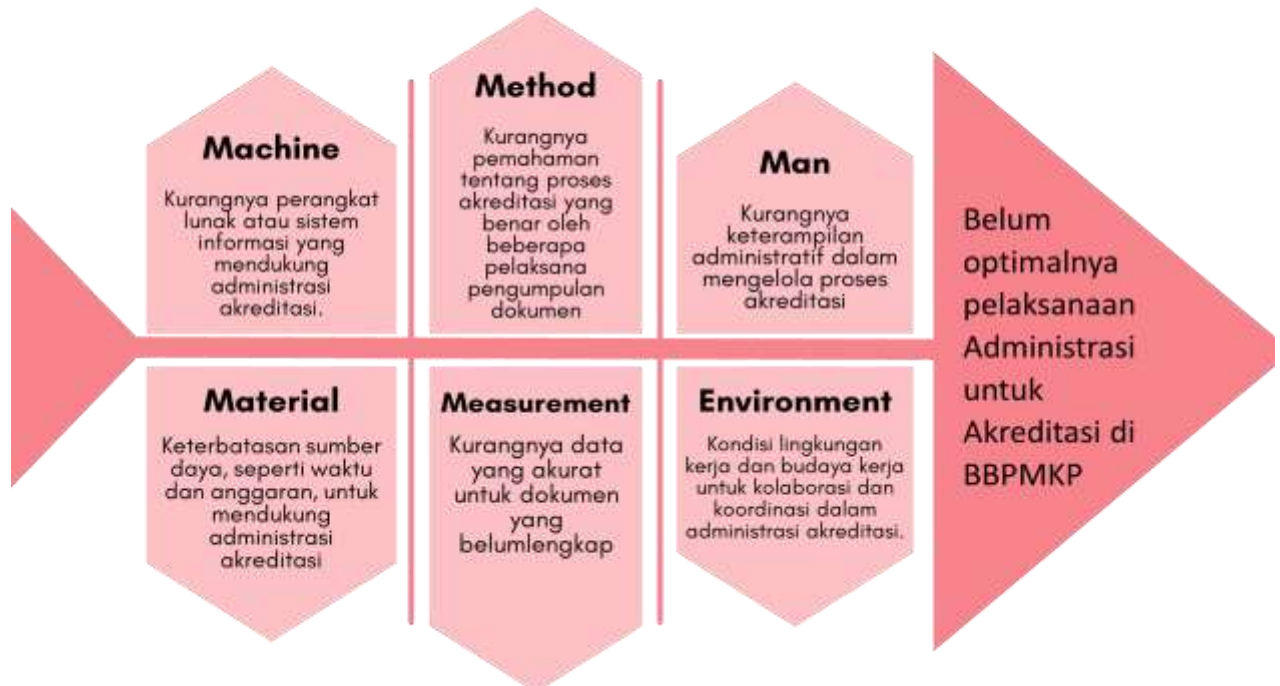 Machine
Kurangnya perangkat
lunak atau sistem
informasi yang
mendukung
administrasi
akreditasi.
Method
Kurangnya
pemahaman
tentang proses
akreditasi yang
benar oleh
beberapa
pelaksana
pengumpulan
dokumen
Man
Kurangnya
keterampilan
administratif dalam
mengelola proses
akreditasi
Material
Keterbatasan sumber
daya, seperti waktu
dan anggaran, untuk
mendukung
administrasi
akreditasi
Measurement
Kurangnya data
yang akurat
untuk dokumen
yang
belumlengkap
Environment
Kondisi lingkungan
kerja dan budaya kerja
untuk kolaborasi dan
koordinasi dalam
administrasi akreditasi.
Belum
optimalnya
pelaksanaan
Administrasi
untuk
Akreditasi di
BBPMKP